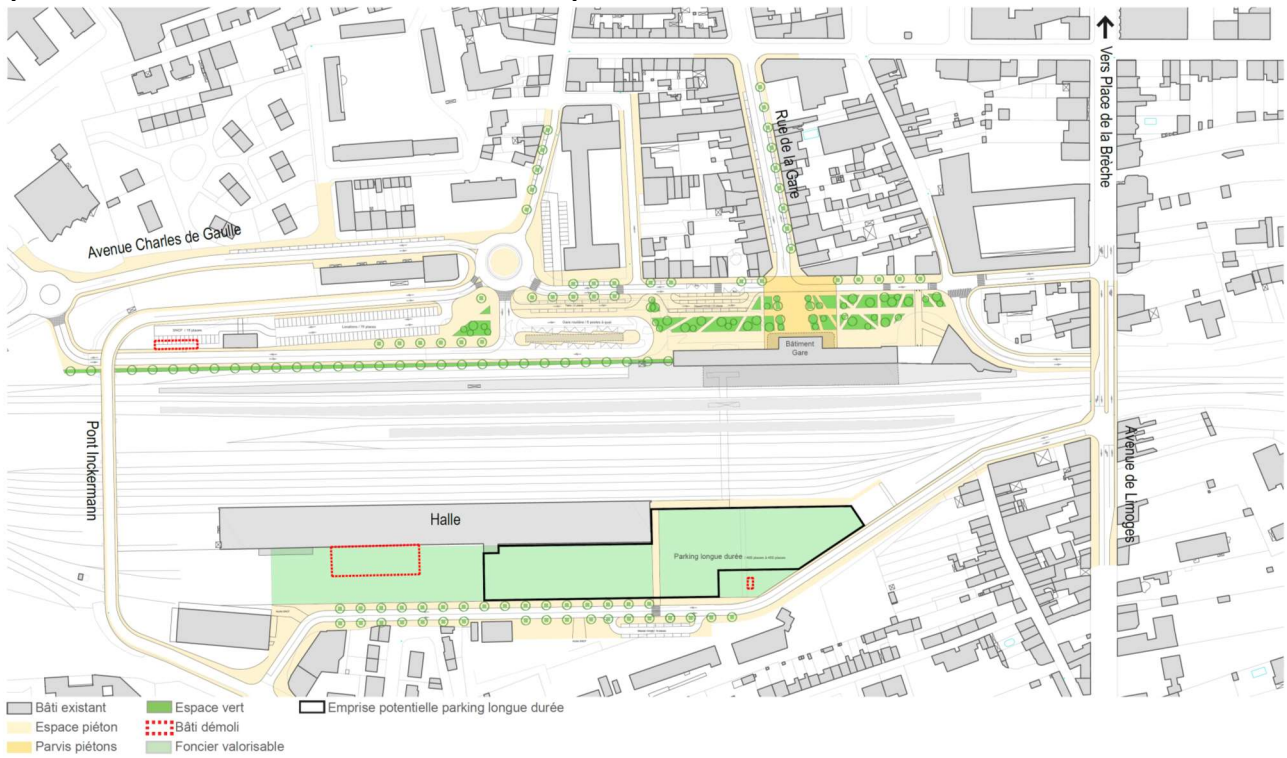 Vers Place de la Brèche
Rue de la Gare
Avenue Charles de Gaulle
Bâtiment
Gare
Pont Inckermann
Avenue de Limoges
Halle
Parking longue durée
Bâti existant
Espace vert
Emprise potentielle parking longue durée
Espace piéton
Bâti démoli
Parvis piétons
Foncier valorisable